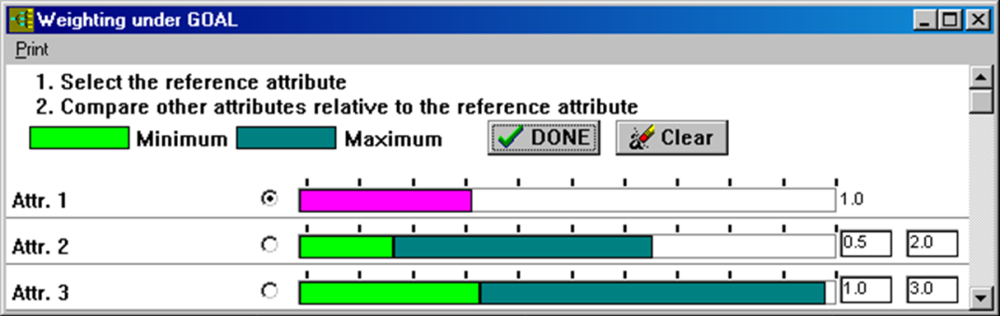 Weighting under GOAL
Print
1. Select the reference attribute
2. Compare other attributes relative to the reference attribute
Minimum Maximum DONE Clear
Attr. 1 1.0
Attr. 2 0.5 2.0
Attr. 3 1.0 3.0